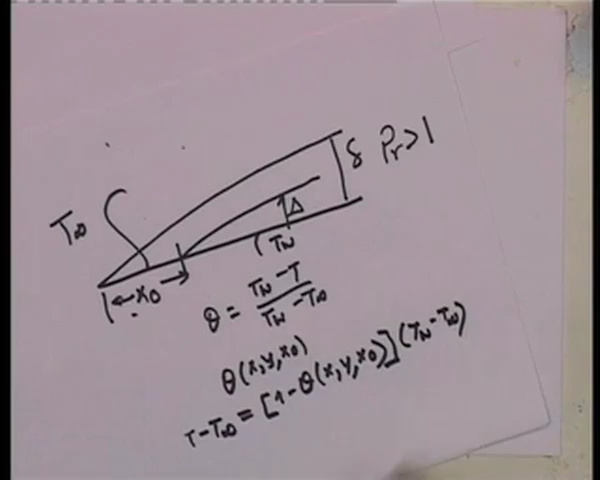 δ Pr>1
T∞
Δ
TW
x0
θ = (TW - T)/(TW - T∞)
θ(x,y,x0)
T-T∞ = [1-θ(x,y,x0)](TW-T∞)